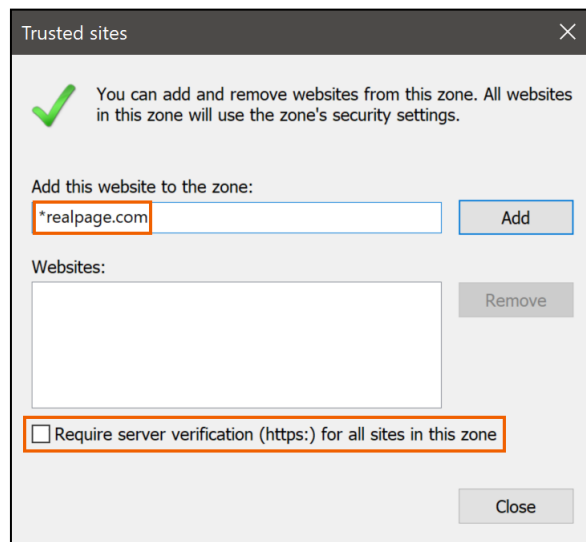 Trusted sites
You can add and remove websites from this zone. All websites
in this zone will use the zone's security settings.
Add this website to the zone:
*realpage.com
Add
Websites:
Remove
Require server verification (https:) for all sites in this zone
Close